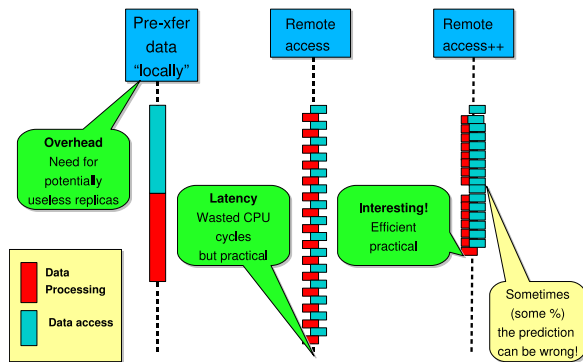 Pre-xfer
data
“locally”
Remote
access
Remote
access++
Overhead
Need for
potentially
useless replicas
Latency
Wasted CPU
cycles
but practical
Interesting!
Efficient
practical
Data
Processing
Data access
Sometimes
(some %)
the prediction
can be wrong!